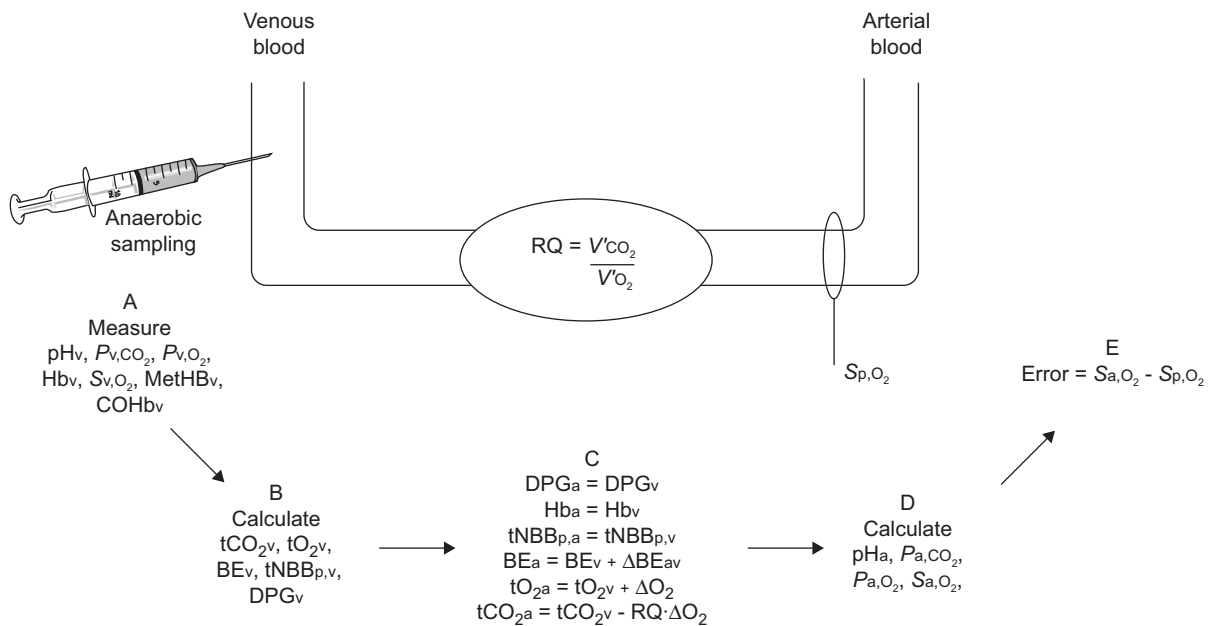 Venous
blood
Arterial
blood
Anaerobic
sampling
RQ = V'CO₂
V'O₂
Sp,O₂
A
Measure
pHv, Pv,CO₂, Pv,O₂,
Hbv, Sv,O₂, MetHBv,
COHbv
B
Calculate
tCO₂v, tO₂v,
BEv, tNBBp,v,
DPGv
C
DPGa = DPGv
Hba = Hbv
tNBBp,a = tNBBp,v
BEa = BEv + ΔBEav
tO₂a = tO₂v + ΔO₂
tCO₂a = tCO₂v - RQ·ΔO₂
D
Calculate
pHa, Pa,CO₂,
Pa,O₂, Sa,O₂,
E
Error = Sa,O₂ - Sp,O₂